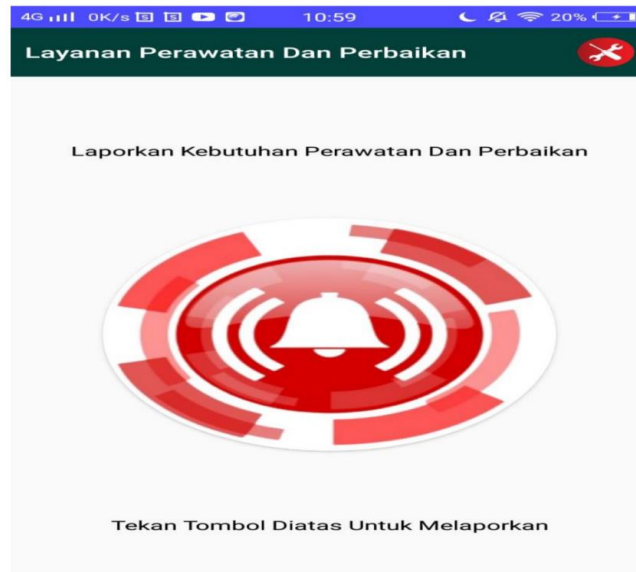 4G 0K/s 10:59 20%
Layanan Perawatan Dan Perbaikan
Laporkan Kebutuhan Perawatan Dan Perbaikan
Tekan Tombol Diatas Untuk Melaporkan